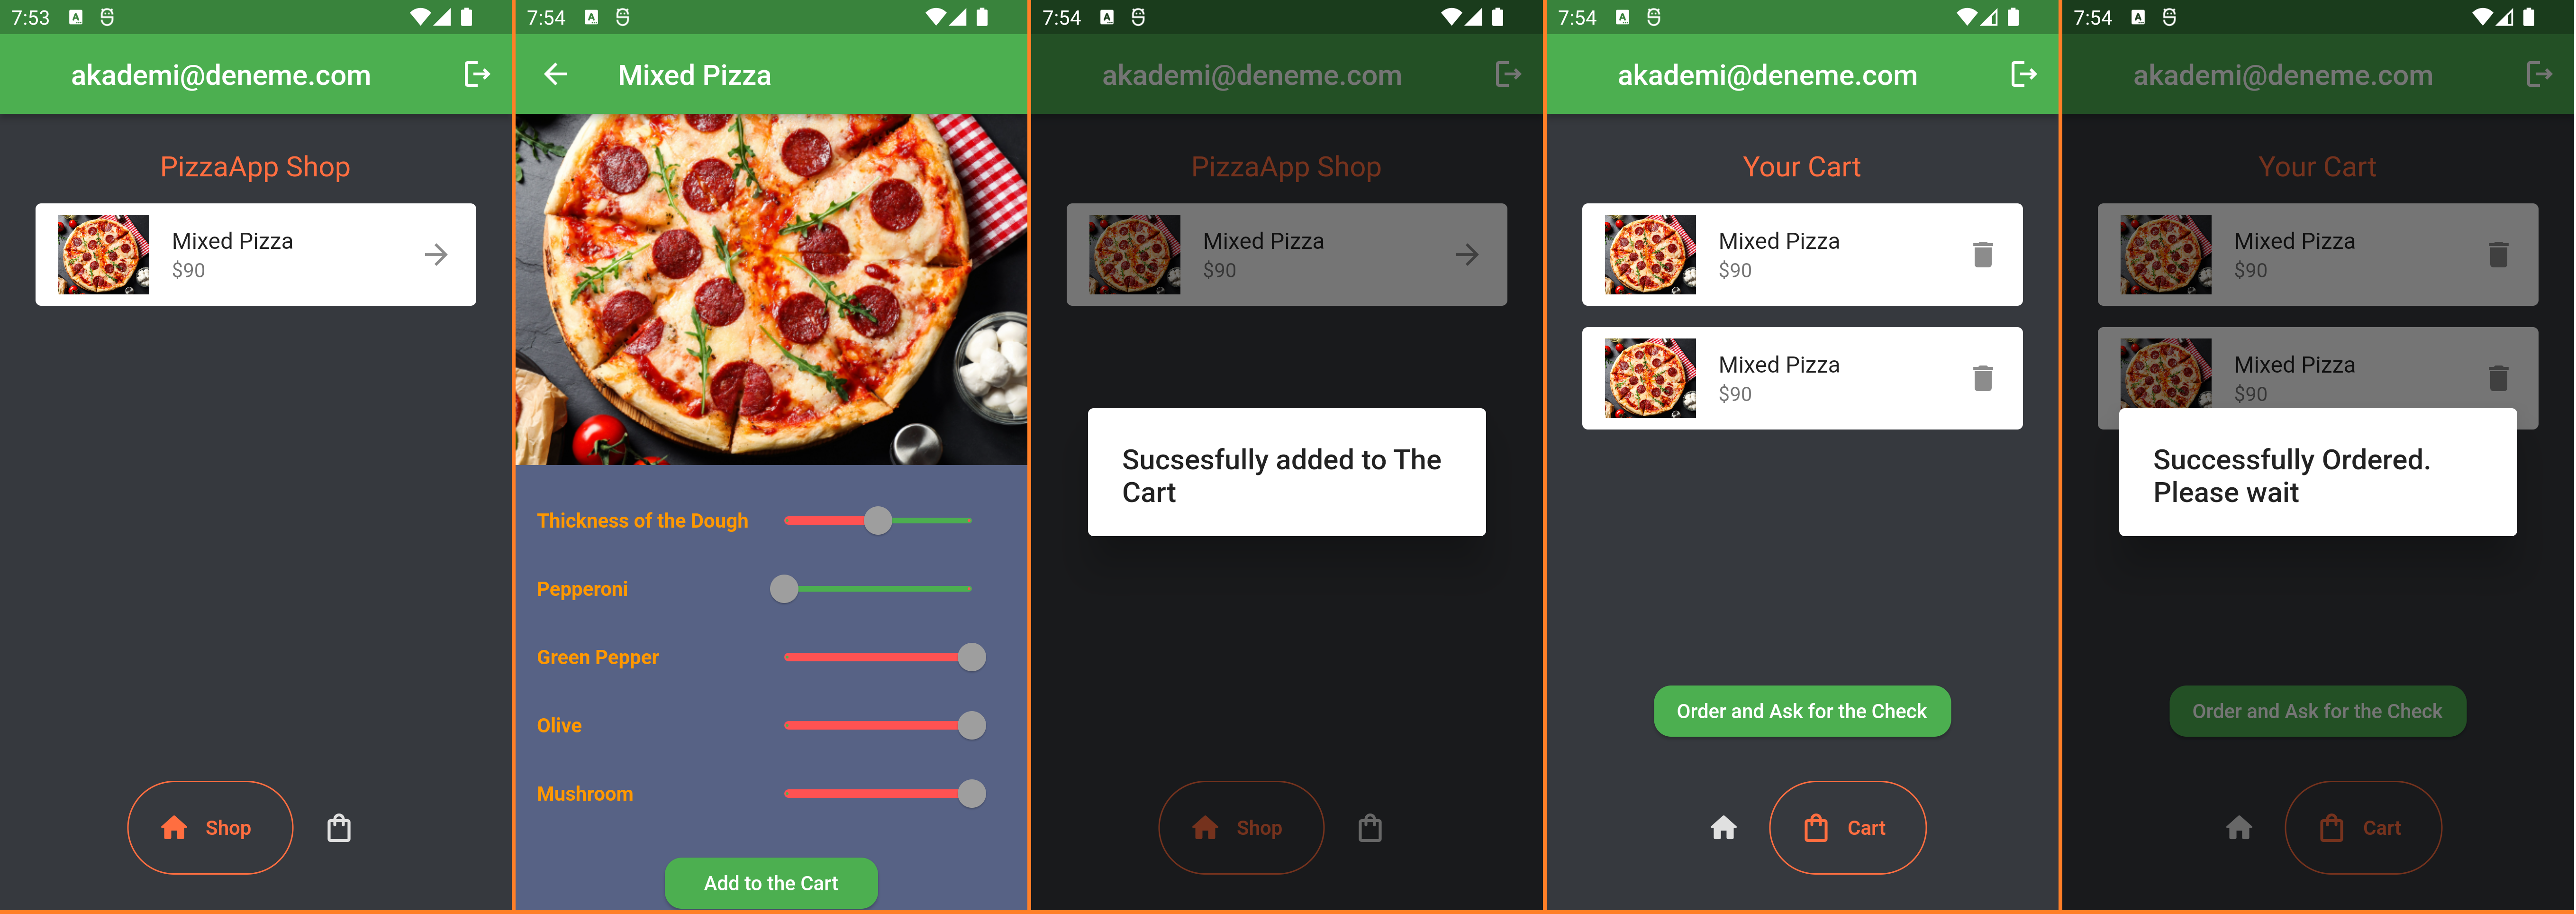 7:53
akademi@deneme.com
PizzaApp Shop
Mixed Pizza
$90
Shop
7:54
Mixed Pizza
Thickness of the Dough
Pepperoni
Green Pepper
Olive
Mushroom
Add to the Cart
7:54
akademi@deneme.com
PizzaApp Shop
Mixed Pizza
$90
Sucsesfully added to The
Cart
Shop
7:54
akademi@deneme.com
Your Cart
Mixed Pizza
$90
Mixed Pizza
$90
Order and Ask for the Check
Cart
7:54
akademi@deneme.com
Your Cart
Mixed Pizza
$90
Mixed Pizza
$90
Successfully Ordered.
Please wait
Order and Ask for the Check
Cart